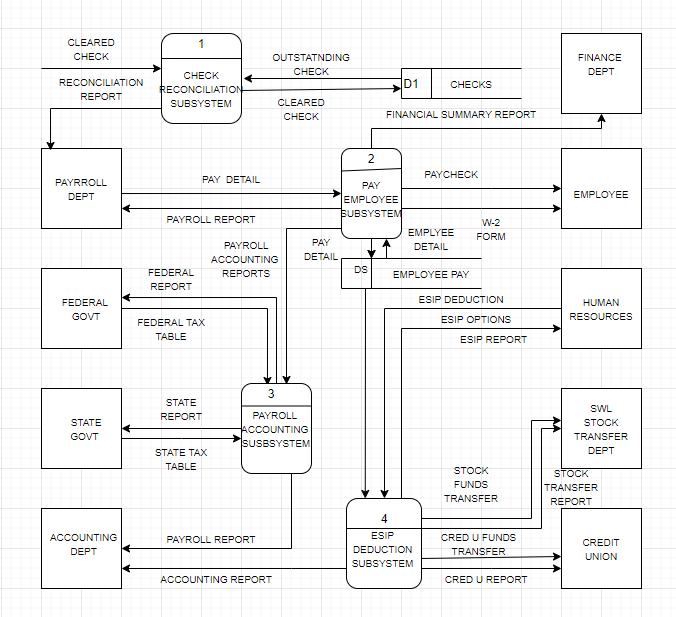 CLEARED
CHECK
1
CHECK
RECONCILIATION
SUBSYSTEM
OUTSTATNDING
CHECK
D1
CHECKS
FINANCE
DEPT
RECONCILIATION
REPORT
CLEARED
CHECK
FINANCIAL SUMMARY REPORT
PAYRROLL
DEPT
PAY DETAIL
PAYROLL REPORT
2
PAY
EMPLOYEE
SUBSYSTEM
PAYCHECK
EMPLOYEE
W-2
FORM
PAYROLL
ACCOUNTING
REPORTS
PAY
DETAIL
EMPLYEE
DETAIL
DS
EMPLOYEE PAY
FEDERAL
GOVT
FEDERAL
REPORT
FEDERAL TAX
TABLE
ESIP DEDUCTION
ESIP OPTIONS
ESIP REPORT
HUMAN
RESOURCES
STATE
GOVT
STATE
REPORT
STATE TAX
TABLE
3
PAYROLL
ACCOUNTING
SUSBSYSTEM
SWL
STOCK
TRANSFER
DEPT
STOCK
FUNDS
TRANSFER
STOCK
TRANSFER
REPORT
ACCOUNTING
DEPT
PAYROLL REPORT
ACCOUNTING REPORT
4
ESIP
DEDUCTION
SUBSYSTEM
CRED U FUNDS
TRANSFER
CRED U REPORT
CREDIT
UNION